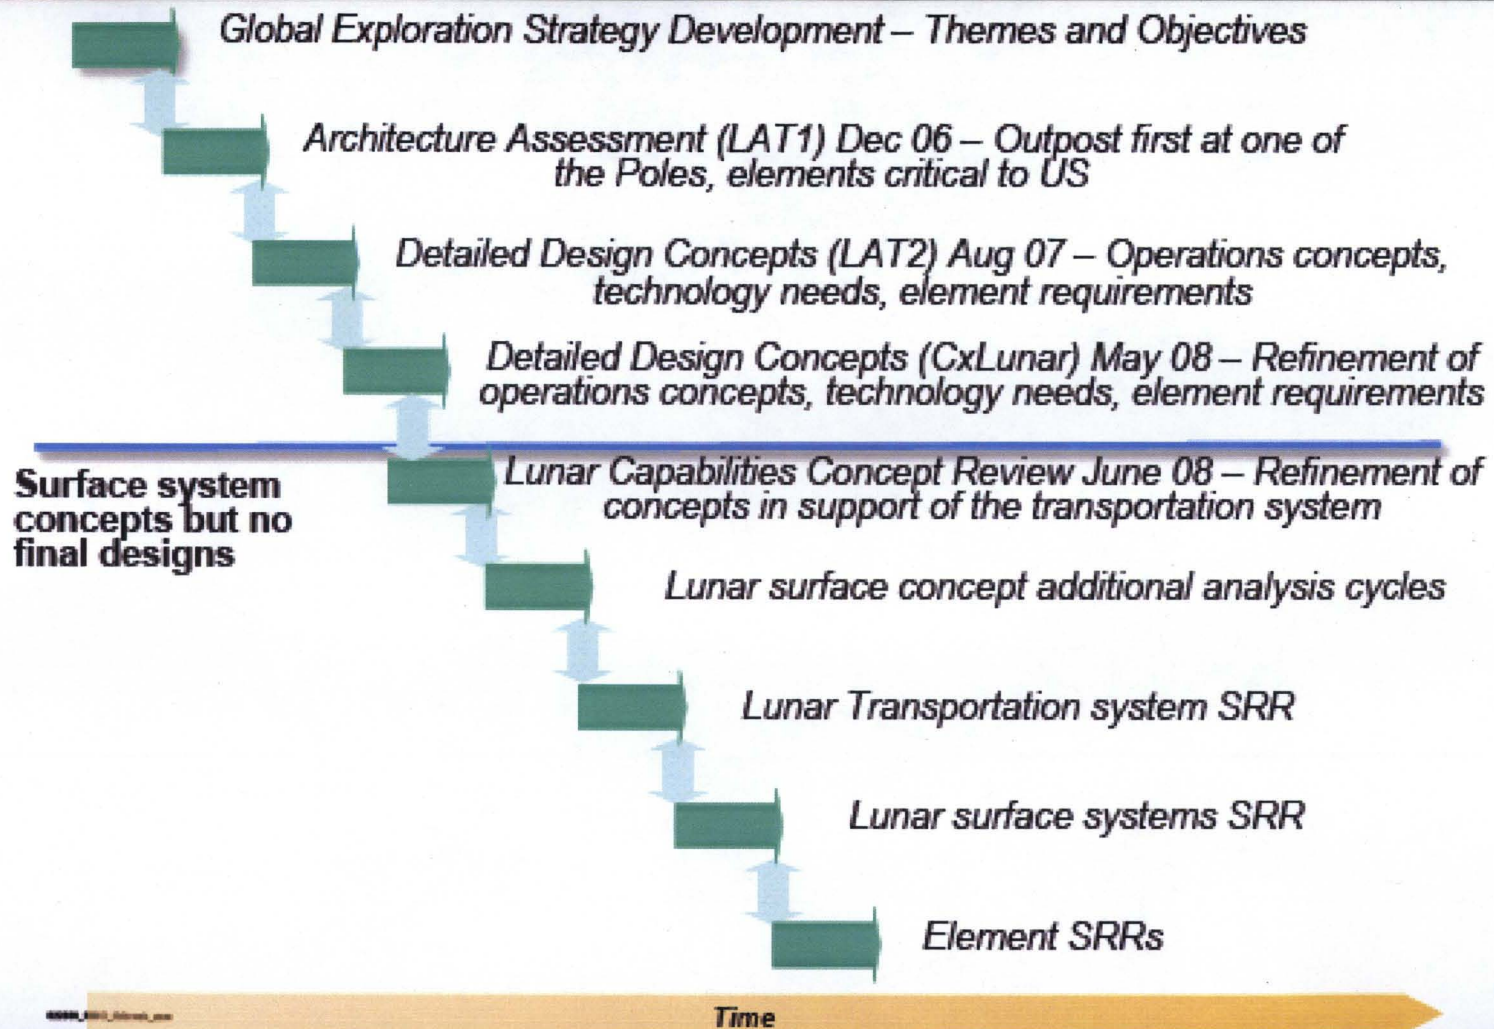 Global Exploration Strategy Development – Themes and Objectives
Architecture Assessment (LAT1) Dec 06 – Outpost first at one of
the Poles, elements critical to US
Detailed Design Concepts (LAT2) Aug 07 – Operations concepts,
technology needs, element requirements
Detailed Design Concepts (CxLunar) May 08 – Refinement of
operations concepts, technology needs, element requirements
Surface system
concepts but no
final designs
Lunar Capabilities Concept Review June 08 – Refinement of
concepts in support of the transportation system
Lunar surface concept additional analysis cycles
Lunar Transportation system SRR
Lunar surface systems SRR
Element SRRs
Time